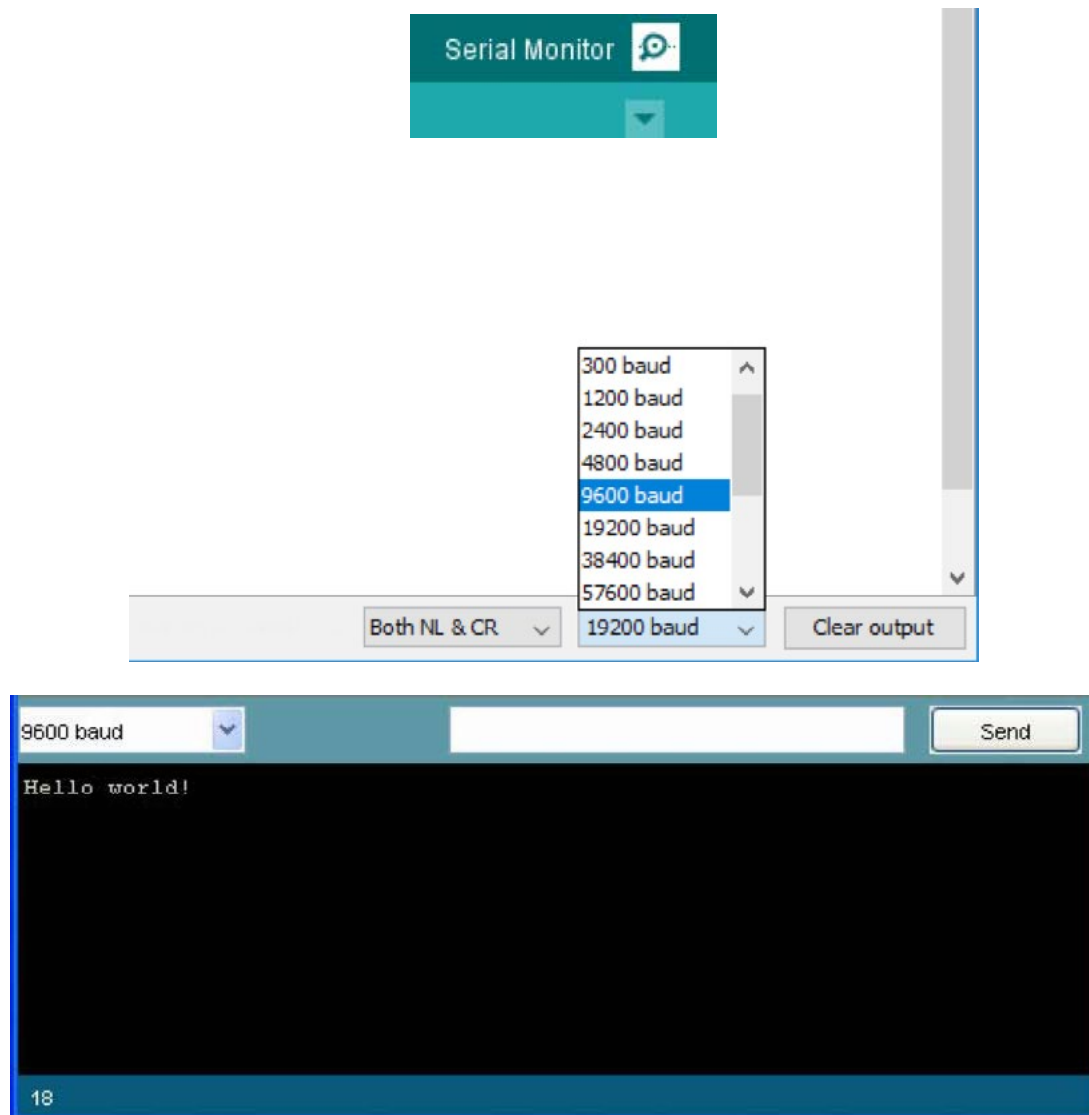 Serial Monitor
300 baud
1200 baud
2400 baud
4800 baud
9600 baud
19200 baud
38400 baud
57600 baud
Both NL & CR
19200 baud
Clear output
9600 baud
Send
Hello world!
18